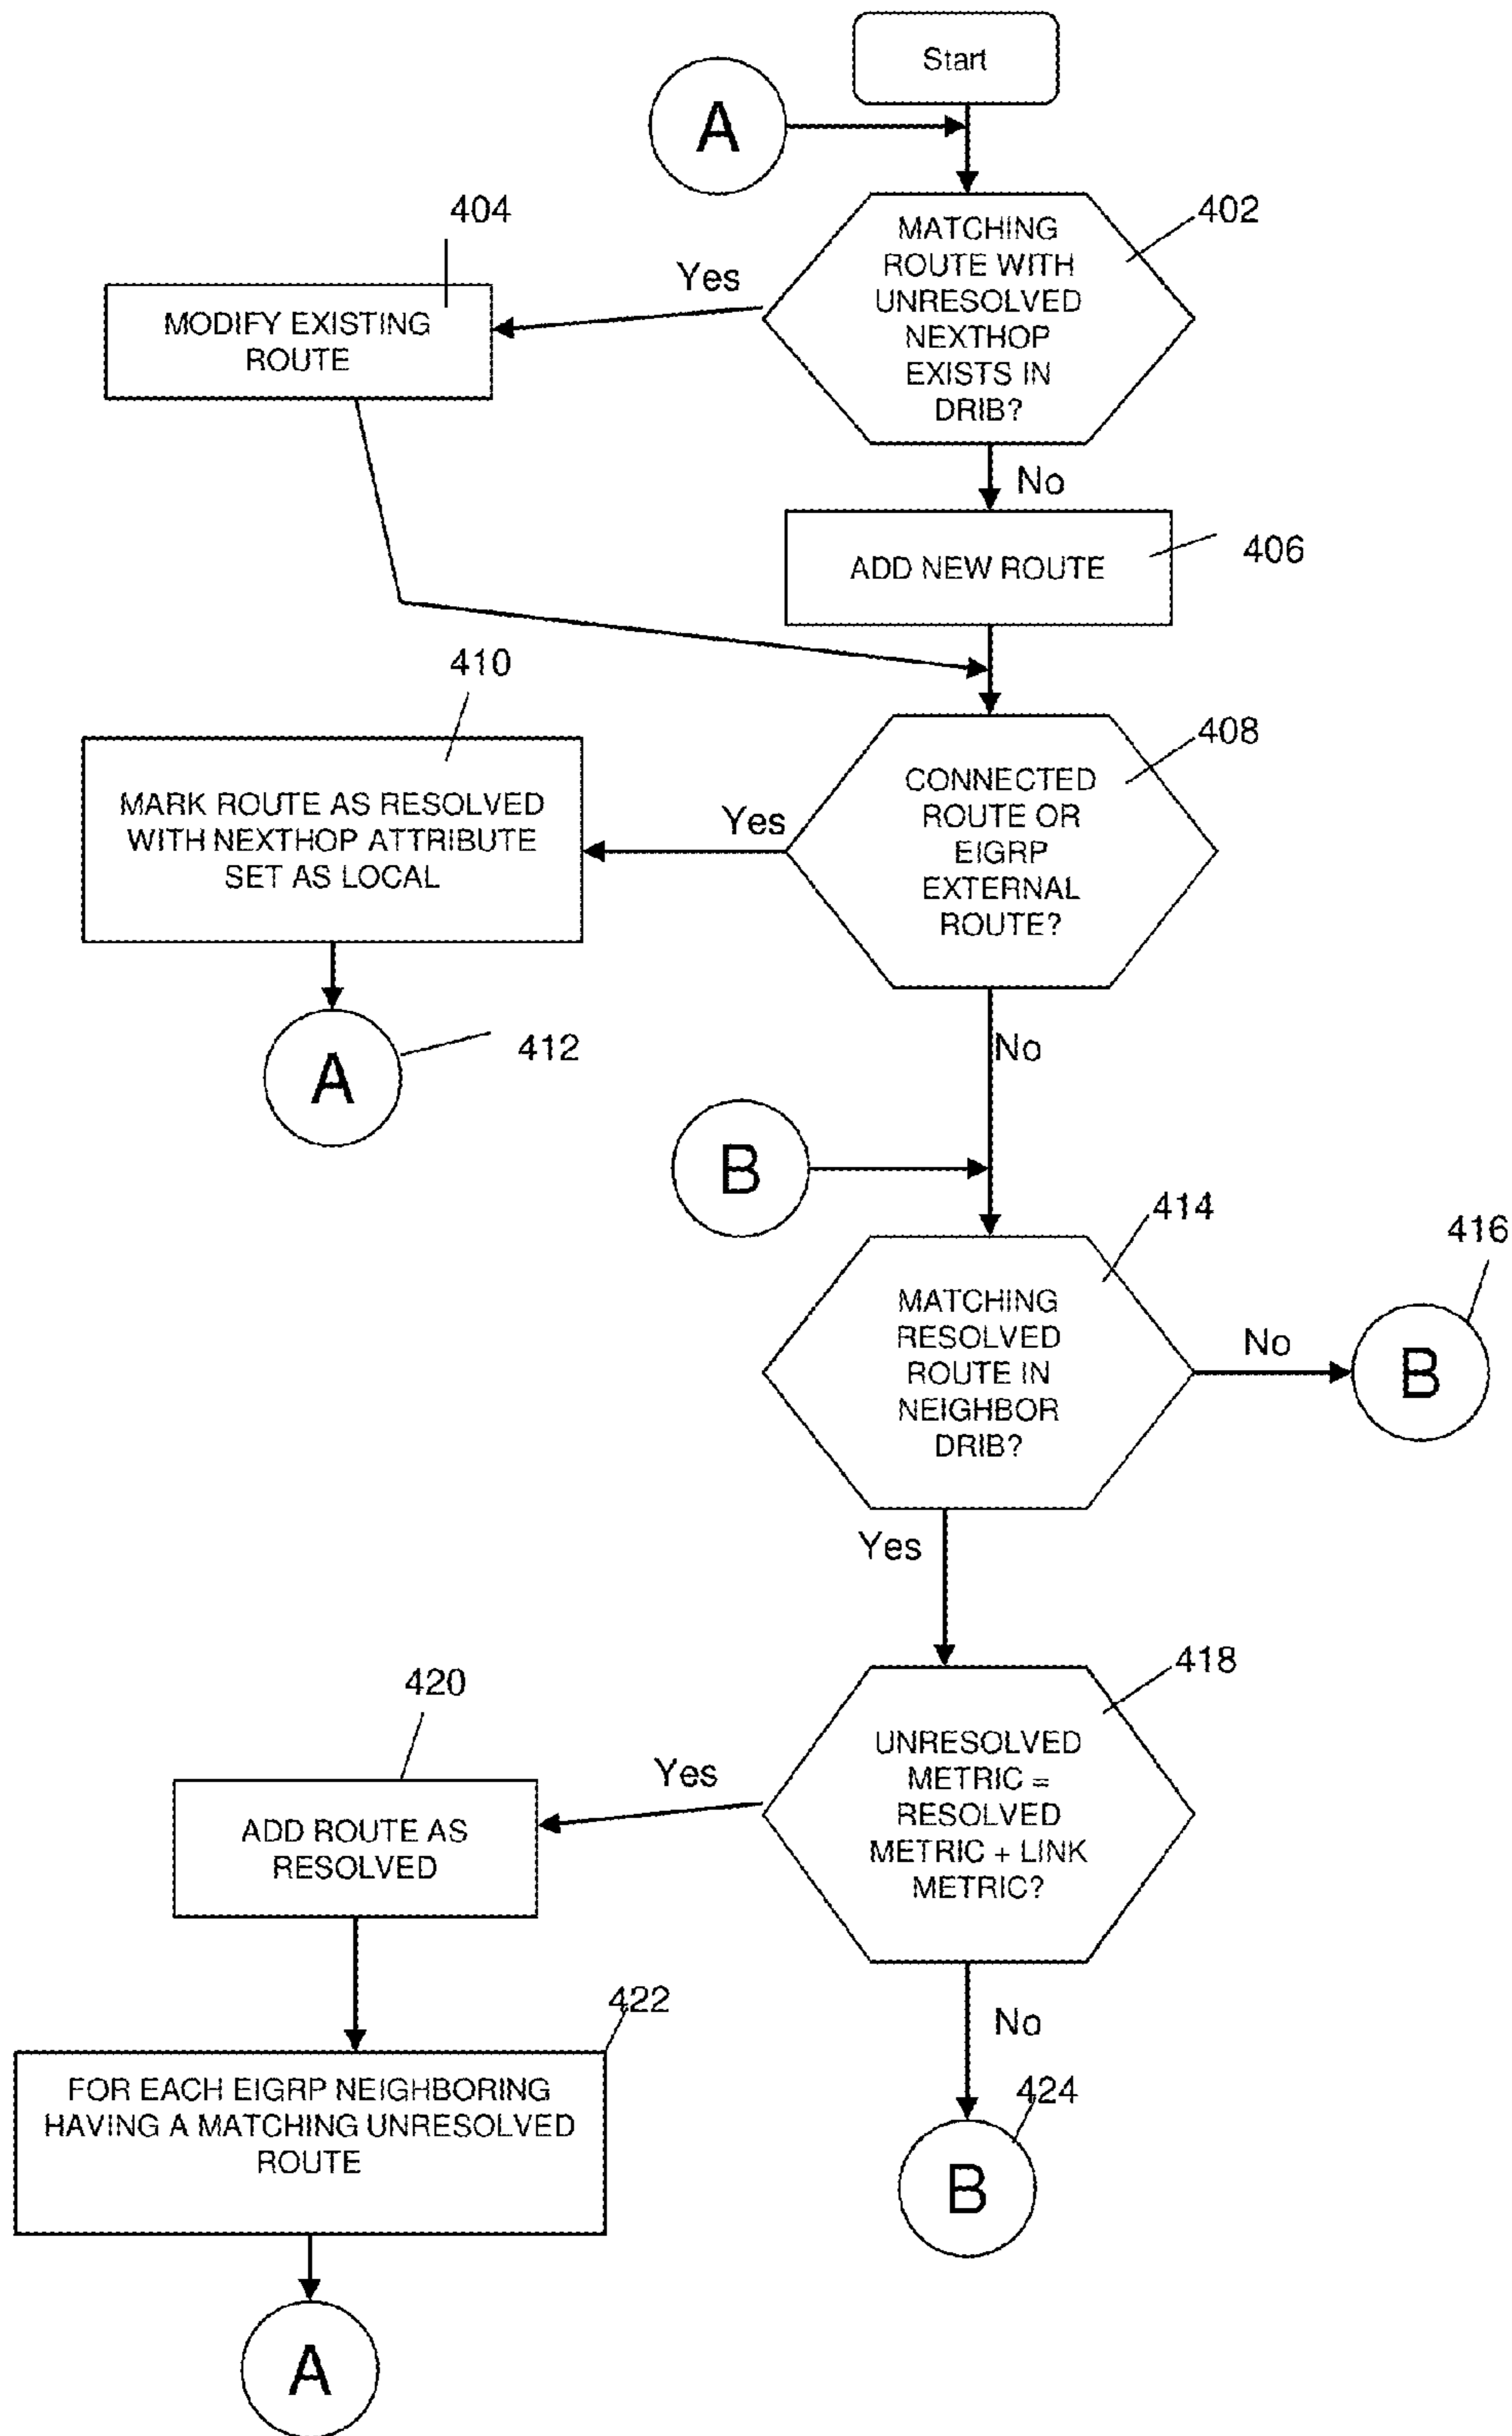 Start
A
404
402
MATCHING
ROUTE WITH
UNRESOLVED
NEXTHOP
EXISTS IN
DRIB?
Yes
MODIFY EXISTING
ROUTE
No
ADD NEW ROUTE
406
410
408
CONNECTED
ROUTE OR
EIGRP
EXTERNAL
ROUTE?
Yes
MARK ROUTE AS RESOLVED
WITH NEXTHOP ATTRIBUTE
SET AS LOCAL
A
412
No
B
414
416
MATCHING
RESOLVED
ROUTE IN
NEIGHBOR
DRIB?
No
B
Yes
418
420
UNRESOLVED
METRIC =
RESOLVED
METRIC + LINK
METRIC?
Yes
ADD ROUTE AS
RESOLVED
422
No
FOR EACH EIGRP NEIGHBORING
HAVING A MATCHING UNRESOLVED
ROUTE
424
B
A